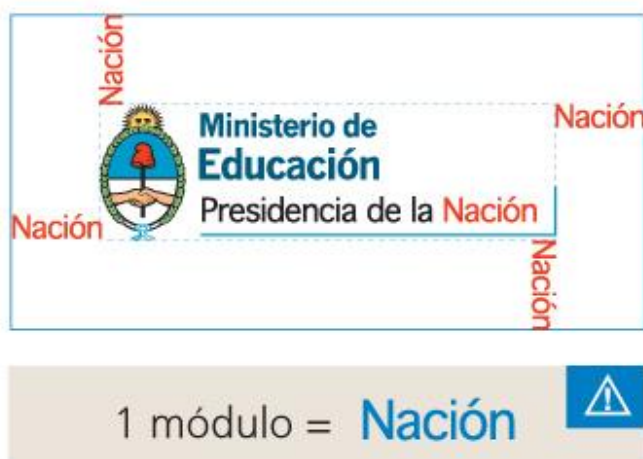 Nación
Nación
Ministerio de
Educación
Presidencia de la Nación
Nación
Nación
1 módulo = Nación